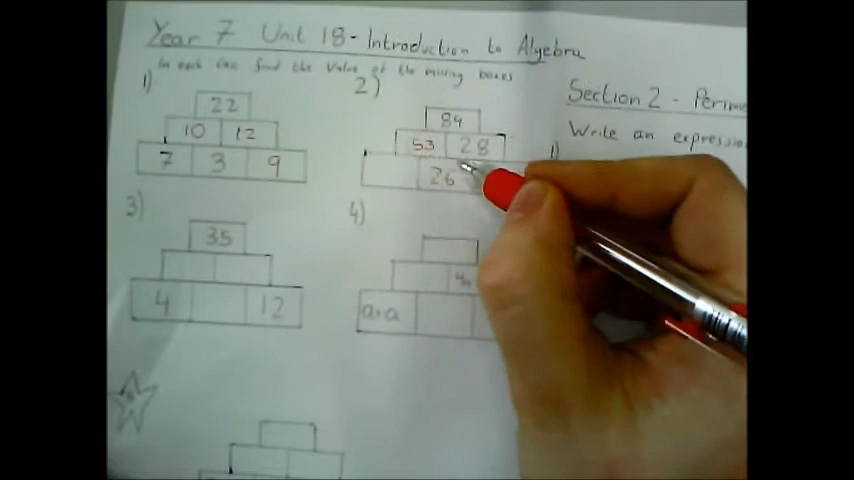 Year 7 Unit 18 - Introduction to Algebra
In each case find the value of the missing boxes
1)
22
10 12
7 3 9
2)
84
53 28
26
3)
35
4 12
4)
a+a
Section 2 - Perime
Write an expression
1)